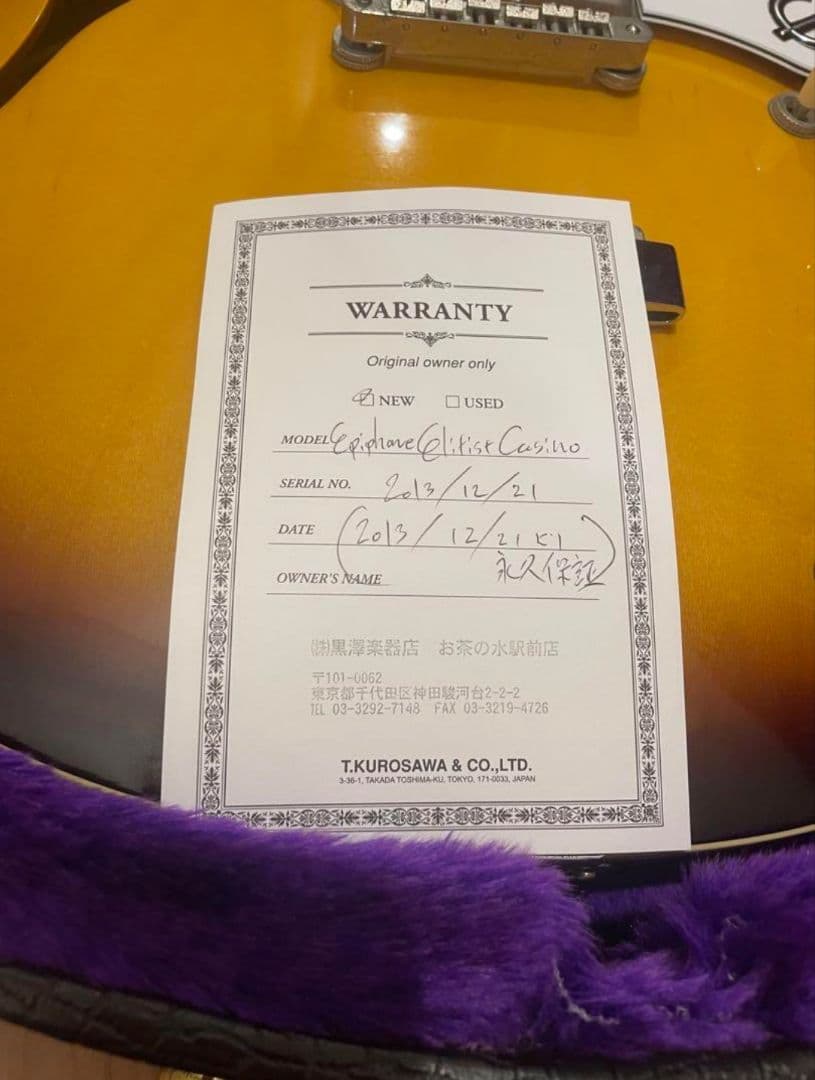 WARRANTY
Original owner only
☑ NEW ☐ USED
MODEL Epiphone Elitist Casino
SERIAL NO. 2013/12/21
DATE (2013/12/21より
永久保証)
OWNER'S NAME
㈱黒澤楽器店 お茶の水駅前店
〒101-0062
東京都千代田区神田駿河台2-2-2
TEL 03-3292-7148 FAX 03-3219-4726
T.KUROSAWA & CO.,LTD.
3-36-1, TAKADA TOSHIMA-KU, TOKYO, 171-0033, JAPAN